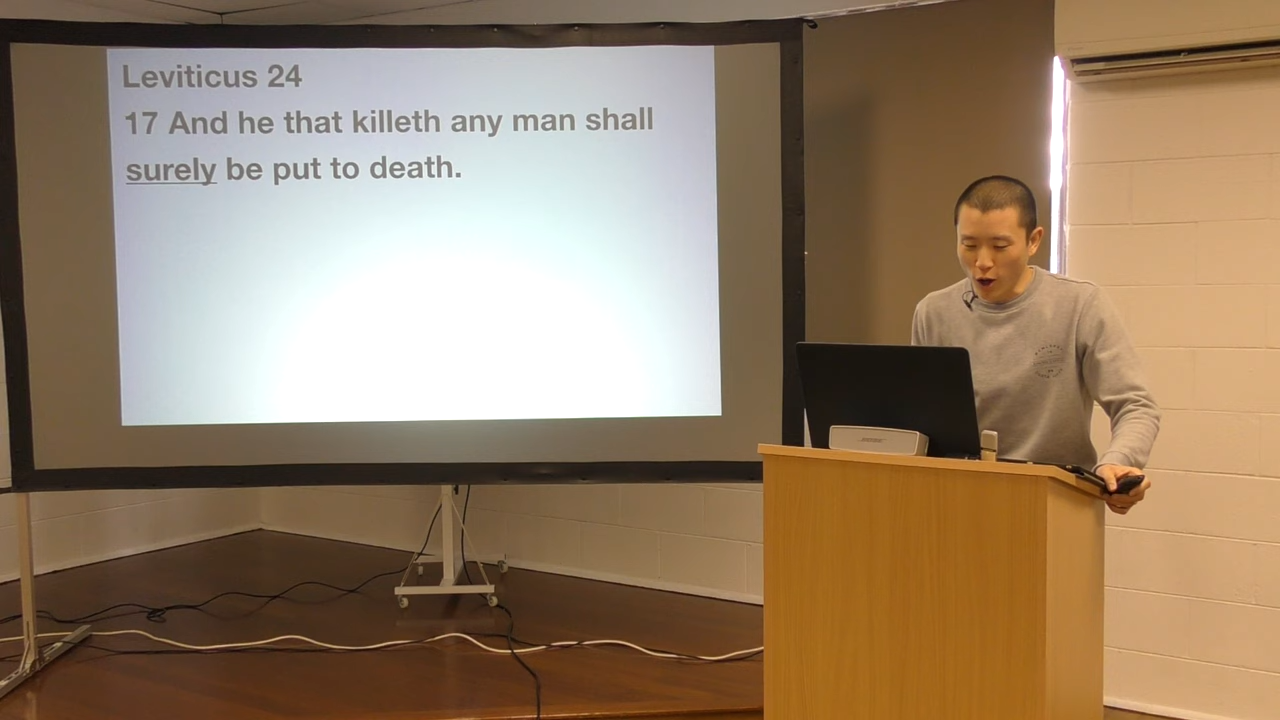 Leviticus 24
17 And he that killeth any man shall
surely be put to death.